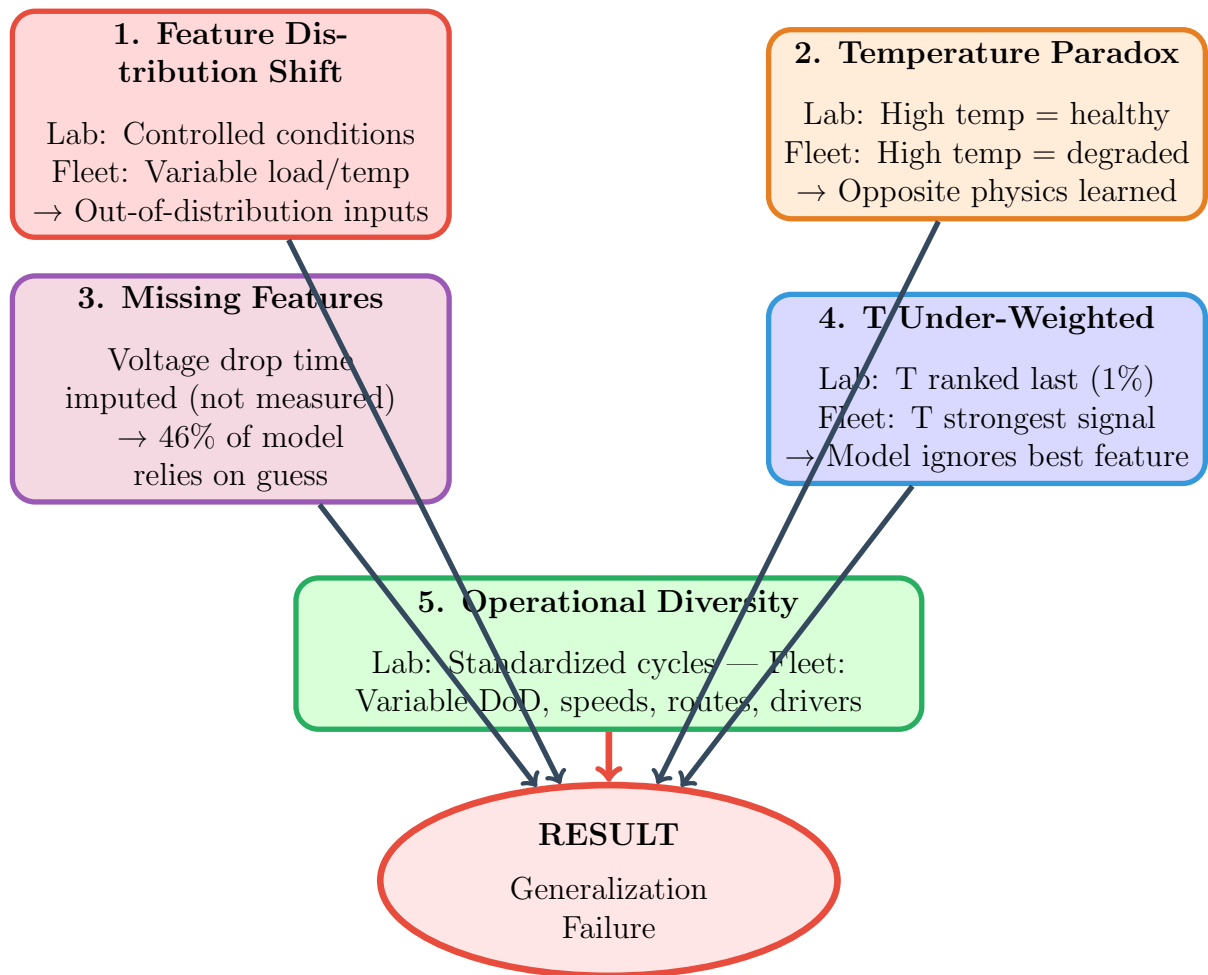 1. Feature Dis-
tribution Shift
Lab: Controlled conditions
Fleet: Variable load/temp
→ Out-of-distribution inputs
2. Temperature Paradox
Lab: High temp = healthy
Fleet: High temp = degraded
→ Opposite physics learned
3. Missing Features
Voltage drop time
imputed (not measured)
→ 46% of model
relies on guess
4. T Under-Weighted
Lab: T ranked last (1%)
Fleet: T strongest signal
→ Model ignores best feature
5. Operational Diversity
Lab: Standardized cycles — Fleet:
Variable DoD, speeds, routes, drivers
RESULT
Generalization
Failure